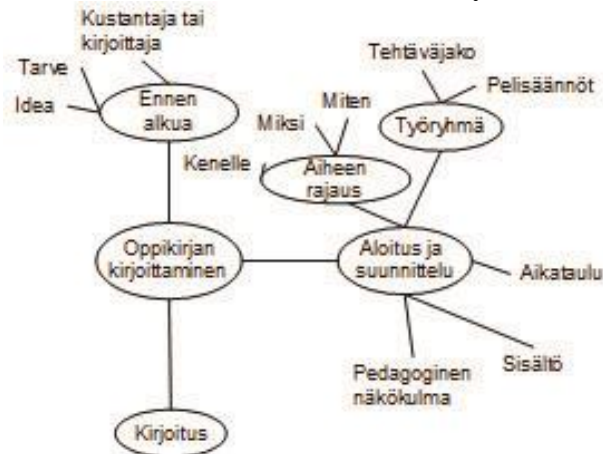 Kustantaja tai
kirjoittaja
Tarve
Idea
Ennen
alkua
Tehtäväjako
Pelisäännöt
Miten
Miksi
Työryhmä
Kenelle
Aiheen
rajaus
Oppikirjan
kirjoittaminen
Aloitus ja
suunnittelu
Aikataulu
Sisältö
Pedagoginen
näkökulma
Kirjoitus